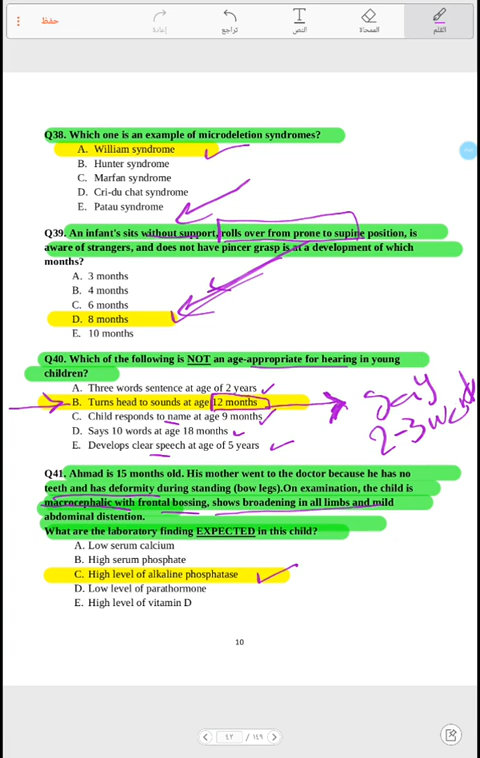 حفظ
إعادة
تراجع
النص
الممحاة
القلم
Q38. Which one is an example of microdeletion syndromes?
A. William syndrome
B. Hunter syndrome
C. Marfan syndrome
D. Cri-du chat syndrome
E. Patau syndrome
Q39. An infant's sits without support, rolls over from prone to supine position, is
aware of strangers, and does not have pincer grasp is at a development of which
months?
A. 3 months
B. 4 months
C. 6 months
D. 8 months
E. 10 months
Q40. Which of the following is NOT an age-appropriate for hearing in young
children?
A. Three words sentence at age of 2 years
B. Turns head to sounds at age 12 months
C. Child responds to name at age 9 months
D. Says 10 words at age 18 months
E. Develops clear speech at age of 5 years
2-3 week
Q41. Ahmad is 15 months old. His mother went to the doctor because he has no
teeth and has deformity during standing (bow legs).On examination, the child is
macrocephalic with frontal bossing, shows broadening in all limbs and mild
abdominal distention.
What are the laboratory finding EXPECTED in this child?
A. Low serum calcium
B. High serum phosphate
C. High level of alkaline phosphatase
D. Low level of parathormone
E. High level of vitamin D
10
٤٢ / ١٤٩